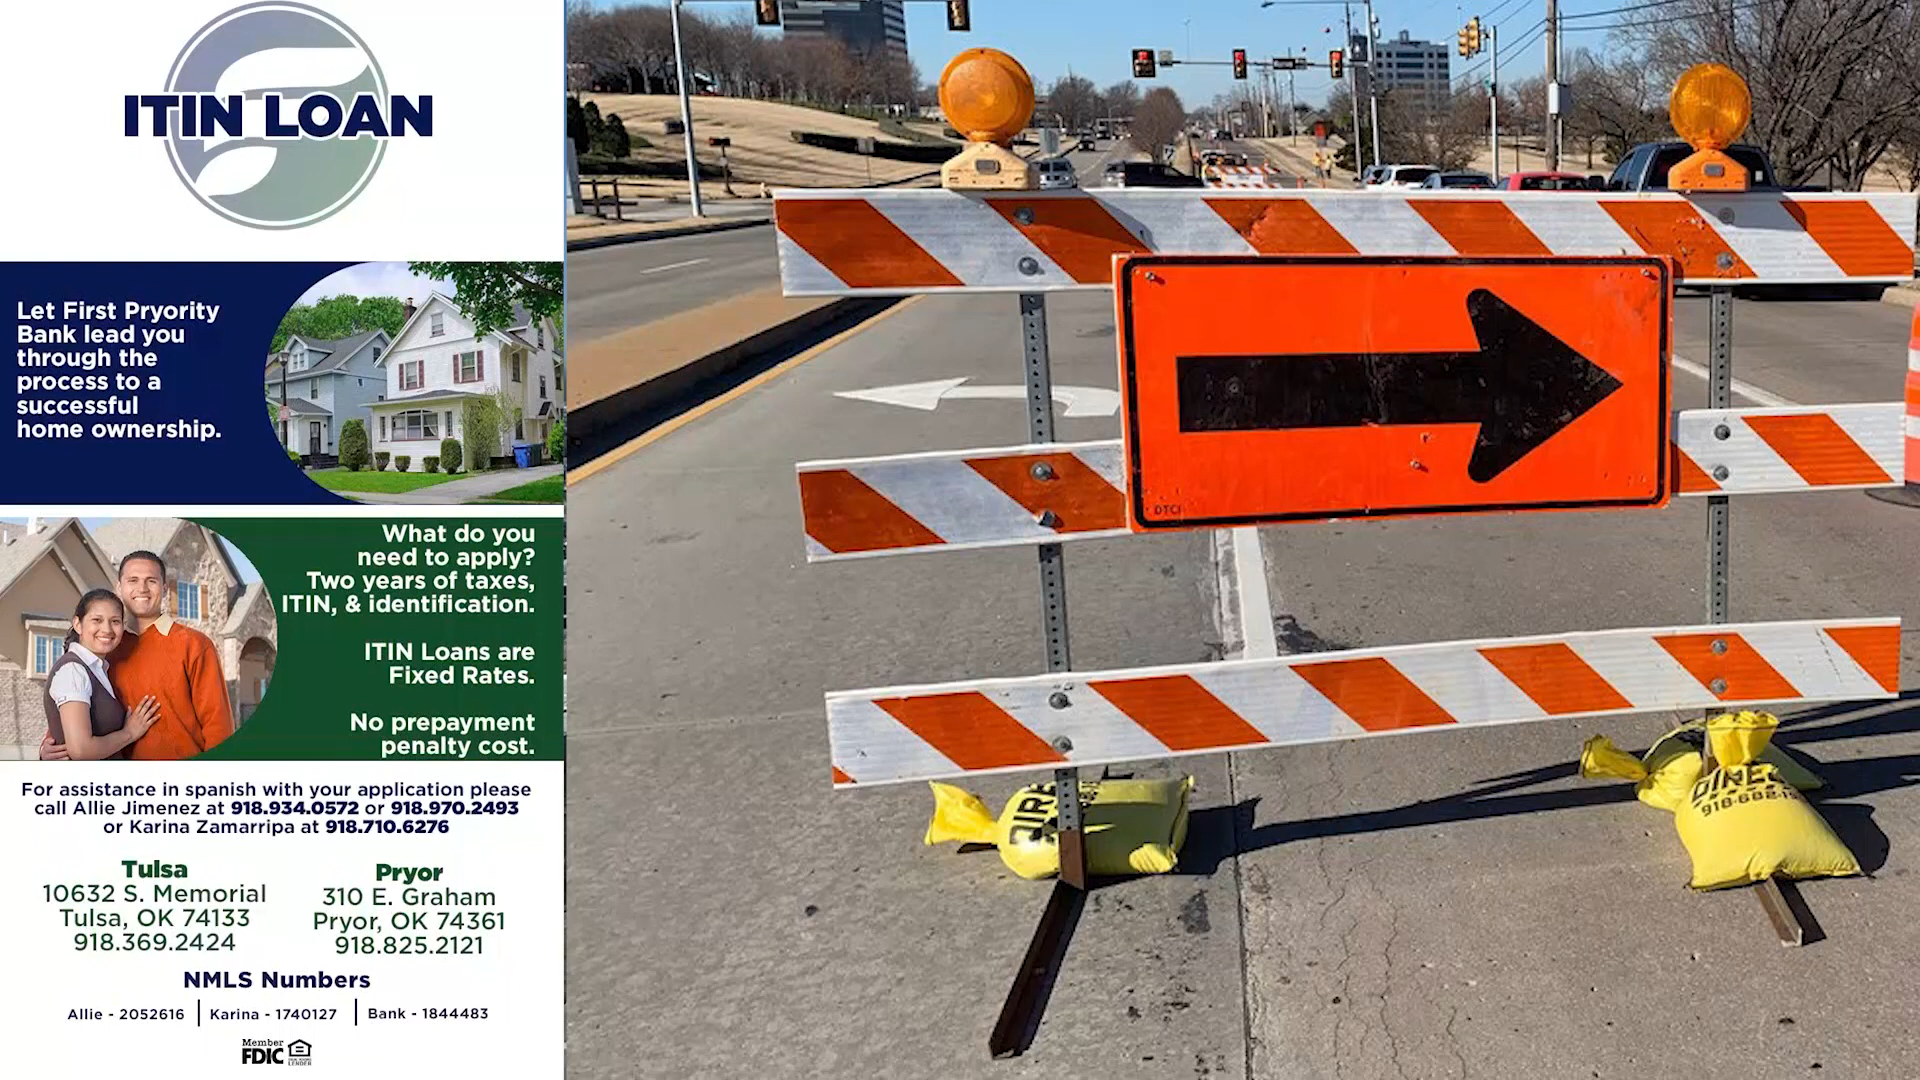 ITIN LOAN
Let First Pryority
Bank lead you
through the
process to a
successful
home ownership.
What do you
need to apply?
Two years of taxes,
ITIN, & identification.
ITIN Loans are
Fixed Rates.
No prepayment
penalty cost.
For assistance in spanish with your application please
call Allie Jimenez at 918.934.0572 or 918.970.2493
or Karina Zamarripa at 918.710.6276
Tulsa
10632 S. Memorial
Tulsa, OK 74133
918.369.2424
Pryor
310 E. Graham
Pryor, OK 74361
918.825.2121
NMLS Numbers
Allie - 2052616
Karina - 1740127
Bank - 1844483
Member
FDIC
DTCI